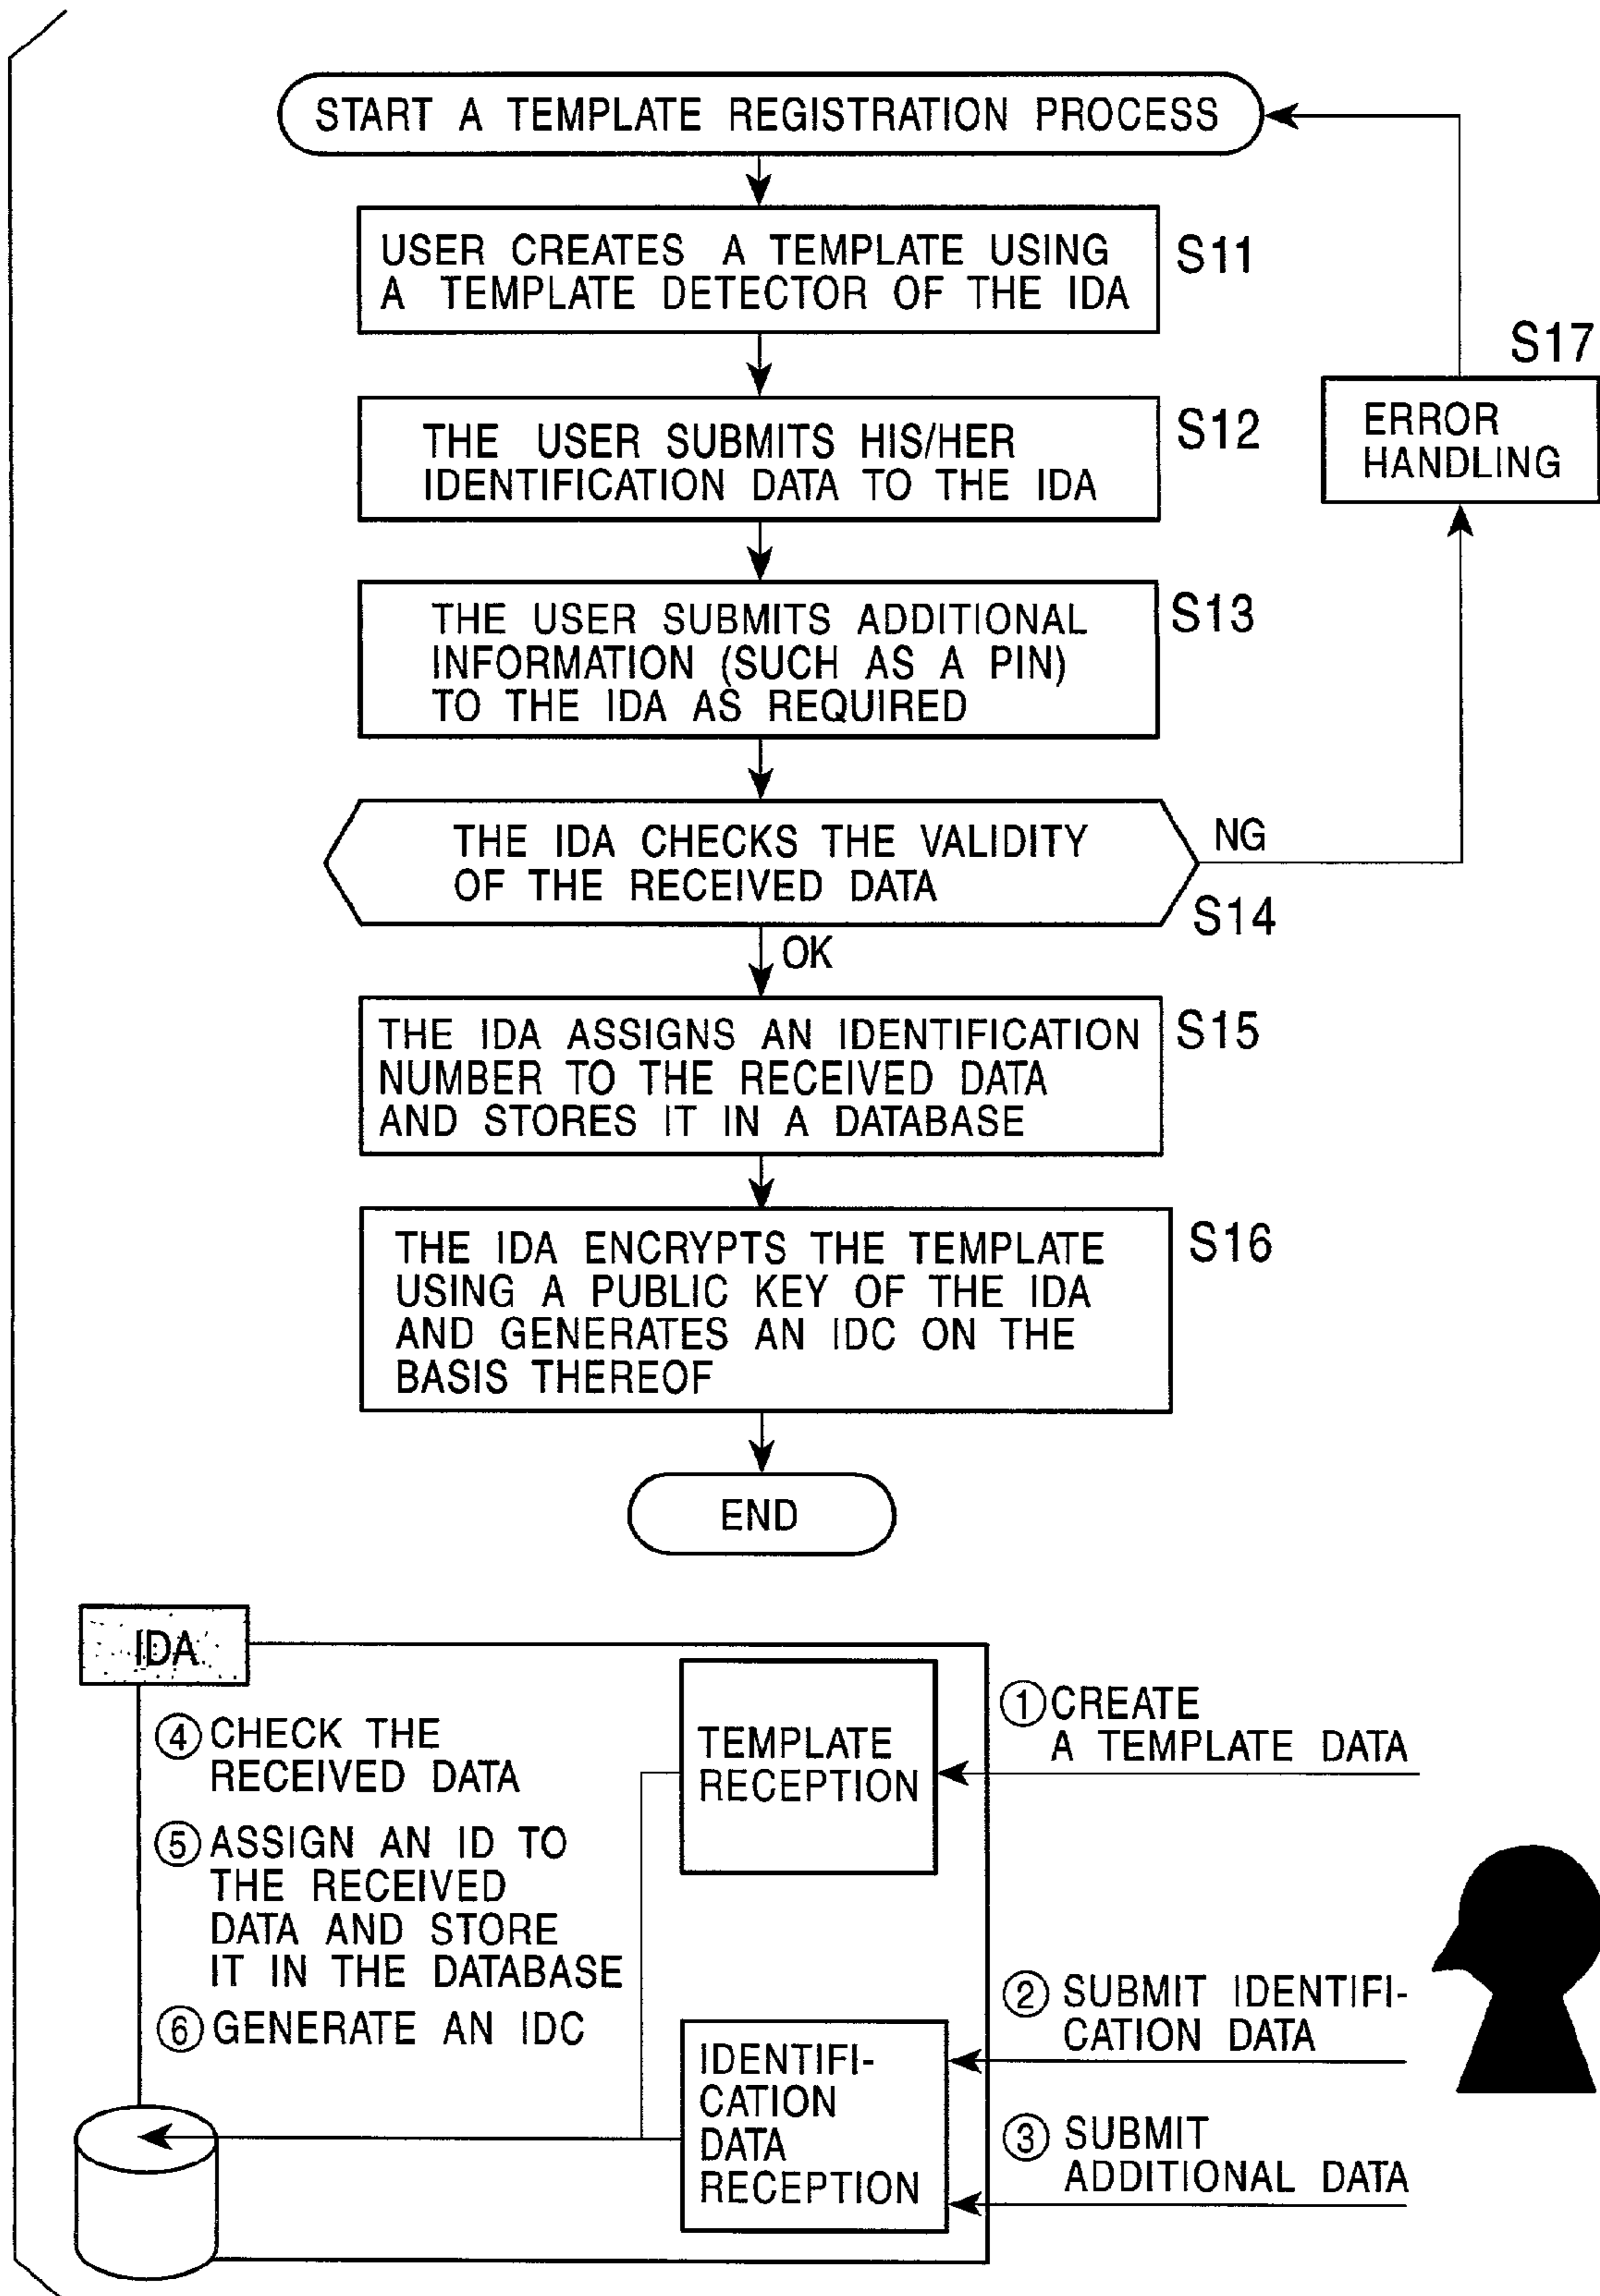 START A TEMPLATE REGISTRATION PROCESS
USER CREATES A TEMPLATE USING
A TEMPLATE DETECTOR OF THE IDA
S11
THE USER SUBMITS HIS/HER
IDENTIFICATION DATA TO THE IDA
S12
S17
ERROR
HANDLING
THE USER SUBMITS ADDITIONAL
INFORMATION (SUCH AS A PIN)
TO THE IDA AS REQUIRED
S13
THE IDA CHECKS THE VALIDITY
OF THE RECEIVED DATA
NG
S14
OK
THE IDA ASSIGNS AN IDENTIFICATION
NUMBER TO THE RECEIVED DATA
AND STORES IT IN A DATABASE
S15
THE IDA ENCRYPTS THE TEMPLATE
USING A PUBLIC KEY OF THE IDA
AND GENERATES AN IDC ON THE
BASIS THEREOF
S16
END
IDA
④ CHECK THE
RECEIVED DATA
⑤ ASSIGN AN ID TO
THE RECEIVED
DATA AND STORE
IT IN THE DATABASE
⑥ GENERATE AN IDC
TEMPLATE
RECEPTION
① CREATE
A TEMPLATE DATA
IDENTIFI-
CATION
DATA
RECEPTION
② SUBMIT IDENTIFI-
CATION DATA
③ SUBMIT
ADDITIONAL DATA